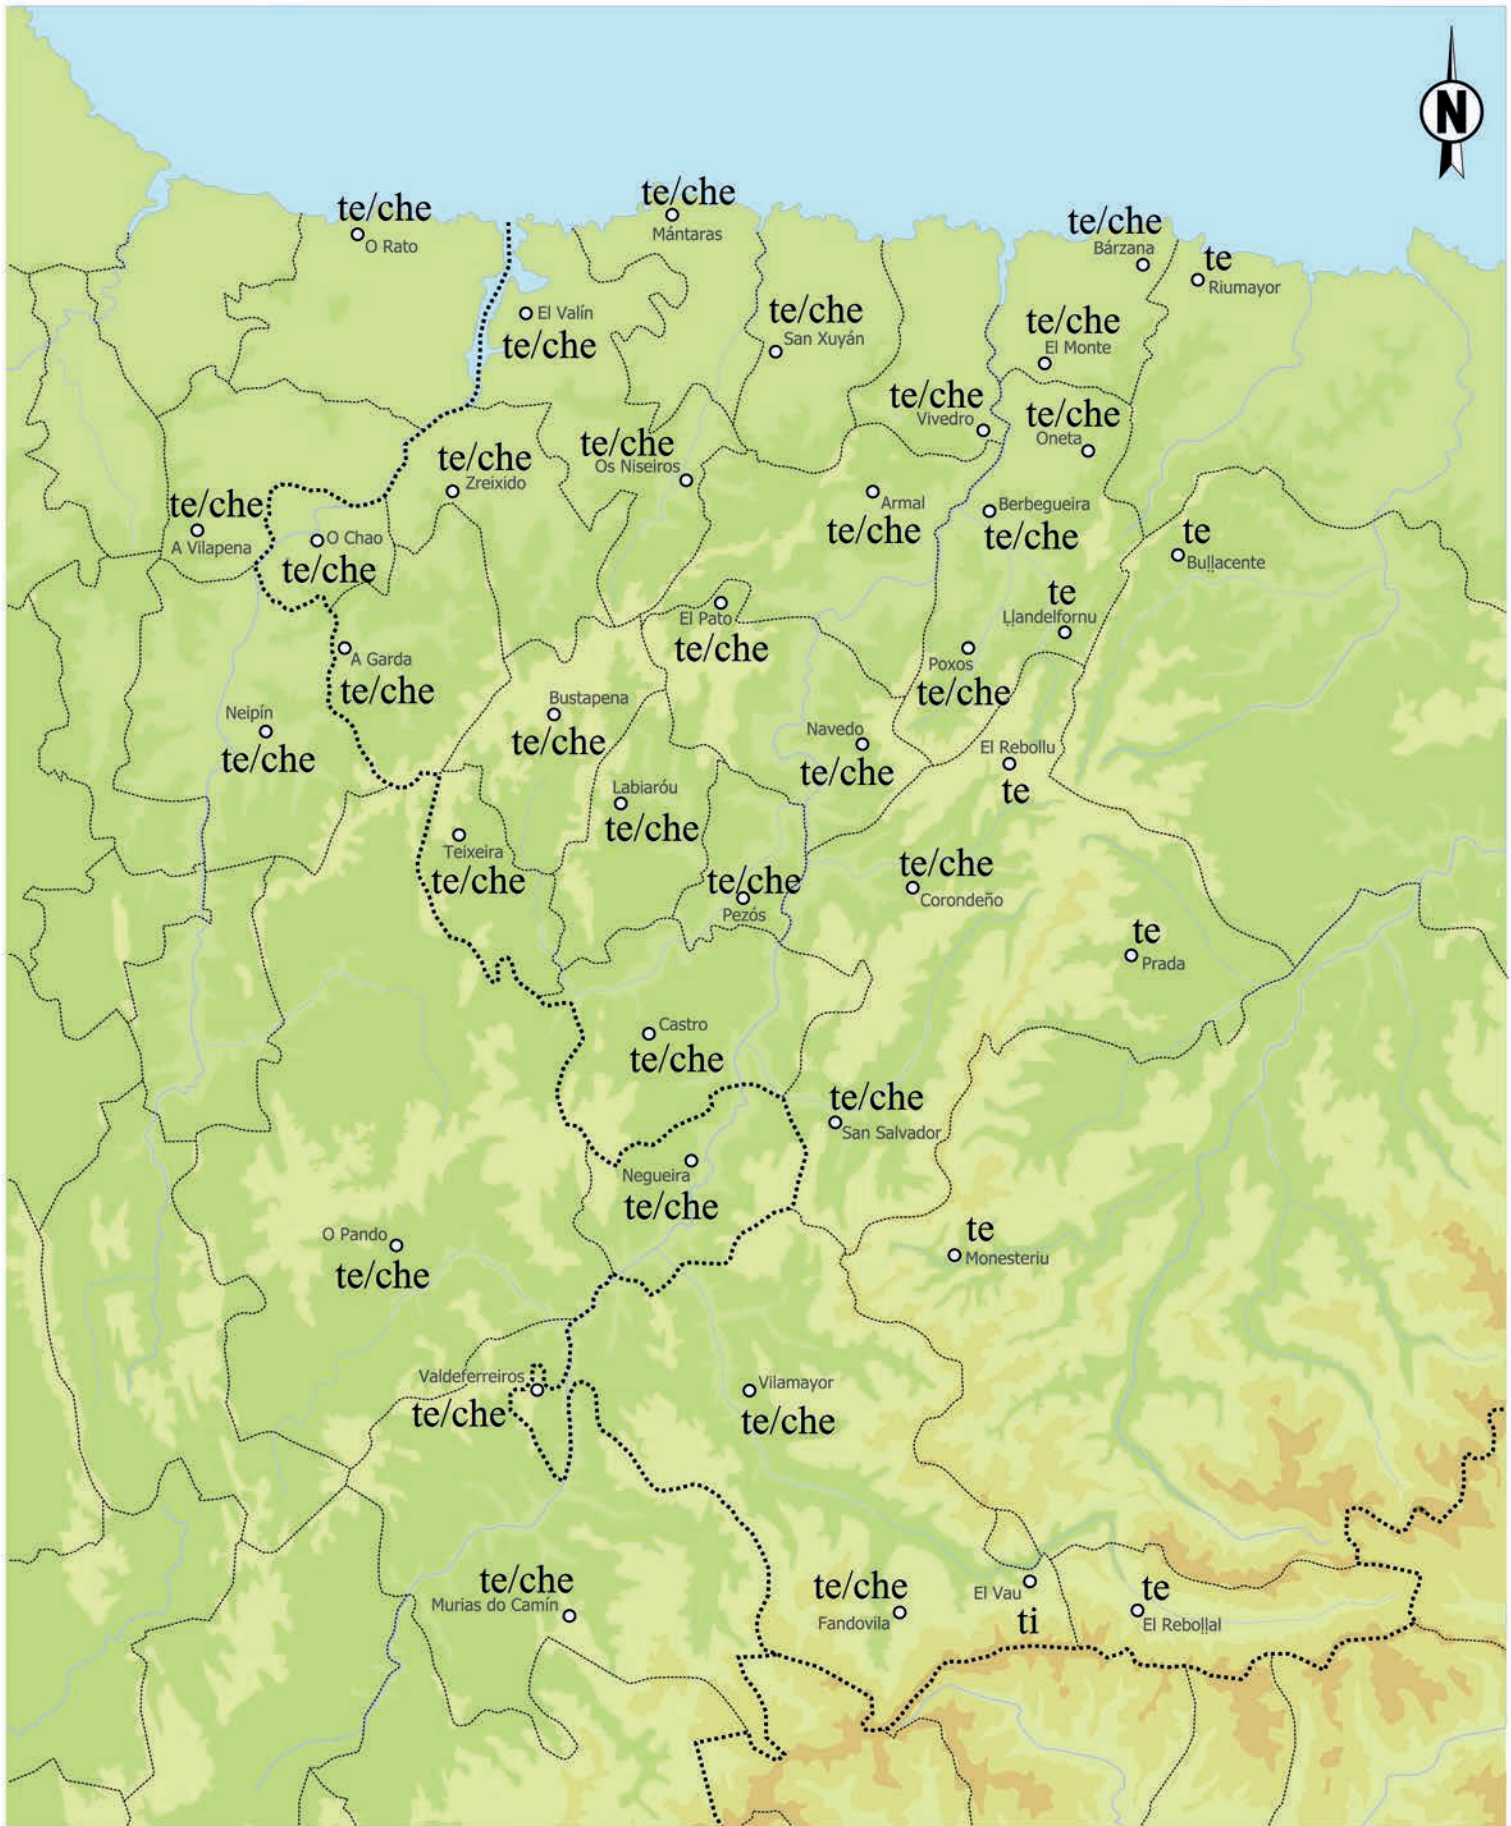 N
te/che
O Rato
te/che
Mántaras
te/che
Bárzana
te
Riumayor
El Valín
te/che
te/che
San Xuyán
te/che
El Monte
te/che
Vivedro
te/che
Oneta
te/che
Zreixido
te/che
Os Niseiros
te/che
A Vilapena
O Chao
te/che
Armal
te/che
Berbegueira
te/che
te
Buḷḷacente
te
Ḷḷandelfornu
El Pato
te/che
A Garda
te/che
Poxos
te/che
Neipín
te/che
Bustapena
te/che
Navedo
te/che
El Rebollu
te
Labiaróu
te/che
Teixeira
te/che
te/che
Pezós
te/che
Corondeño
te
Prada
Castro
te/che
te/che
San Salvador
Negueira
te/che
O Pando
te/che
te
Monesteriu
Valdeferreiros
te/che
Vilamayor
te/che
te/che
Murias do Camín
te/che
Fandovila
El Vau
ti
te
El Reboḷḷal